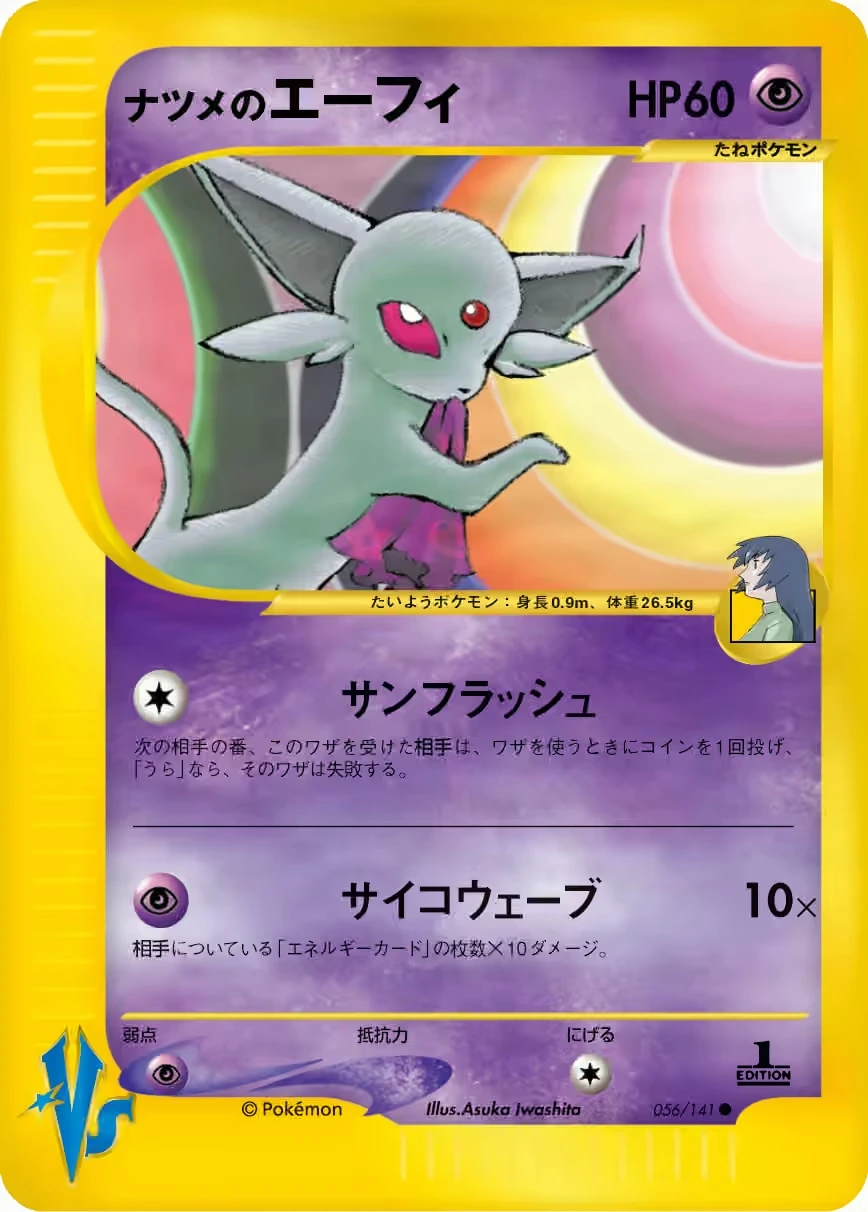 ナツメのエーフィ HP60
たねポケモン
たいようポケモン：身長0.9m、体重26.5kg
サンフラッシュ
次の相手の番、このワザを受けた相手は、ワザを使うときにコインを1回投げ、
「うら」なら、そのワザは失敗する。
サイコウェーブ 10×
相手についている「エネルギーカード」の枚数×10ダメージ。
弱点 抵抗力 にげる
1
EDITION
VS
© Pokémon Illus.Asuka Iwashita 056/141●